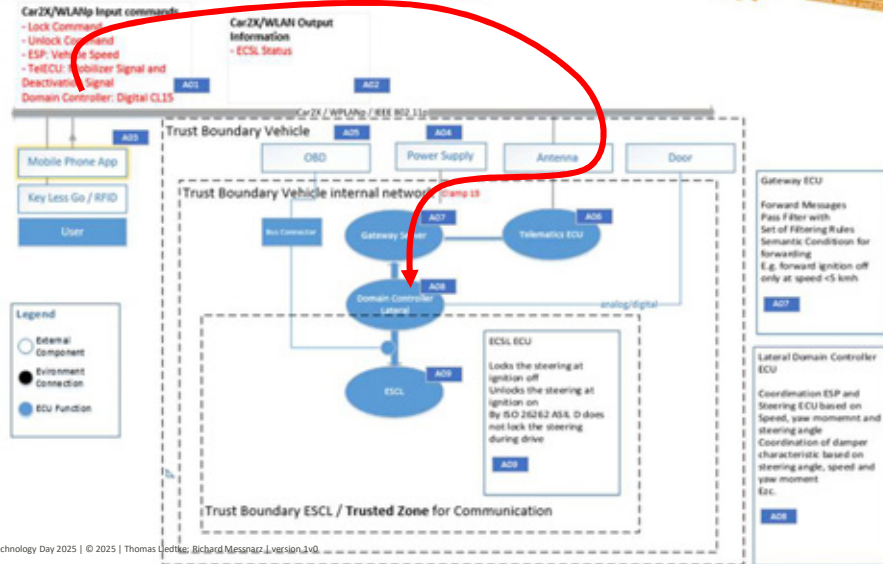 Car2X/WLANp Input commands
- Lock Command
- Unlock Command
- ESP: Vehicle Speed
- TelECU: Mobilizer Signal and
Deactivation Signal
Domain Controller: Digital CL15
A01
Car2X/WLAN Output
Information
- ECSL Status
A02
Car2X / WPLANp / IEEE 802.11p
A03
Mobile Phone App
Key Less Go / RFID
User
Trust Boundary Vehicle
A05
A04
OBD
Power Supply
Antenna
Door
Trust Boundary Vehicle internal network
Clamp 15
Bus Connector
A07
Gateway Server
A06
Telematics ECU
A08
Domain Controller
Lateral
analog/digital
A09
ESCL
ECSL ECU
Locks the steering at
ignition off
Unlocks the steering at
ignition on
By ISO 26262 ASIL D does
not lock the steering
during drive
A09
Trust Boundary ESCL / Trusted Zone for Communication
Legend
External
Component
Evironment
Connection
ECU Function
Gateway ECU
Forward Messages
Pass Filter with
Set of Filtering Rules
Semantic Conditiosn for
forwarding
E.g. forward ignition off
only at speed <5 kmh
A07
Lateral Domain Controller
ECU
Coordimation ESP and
Steering ECU based on
Speed, yaw momemnt and
steering angle
Coordination of damper
characteristic based on
steering angle, speed and
yaw moment
Ezc.
A08
chnology Day 2025 | © 2025 | Thomas Liedtke; Richard Messnarz | version 1v0